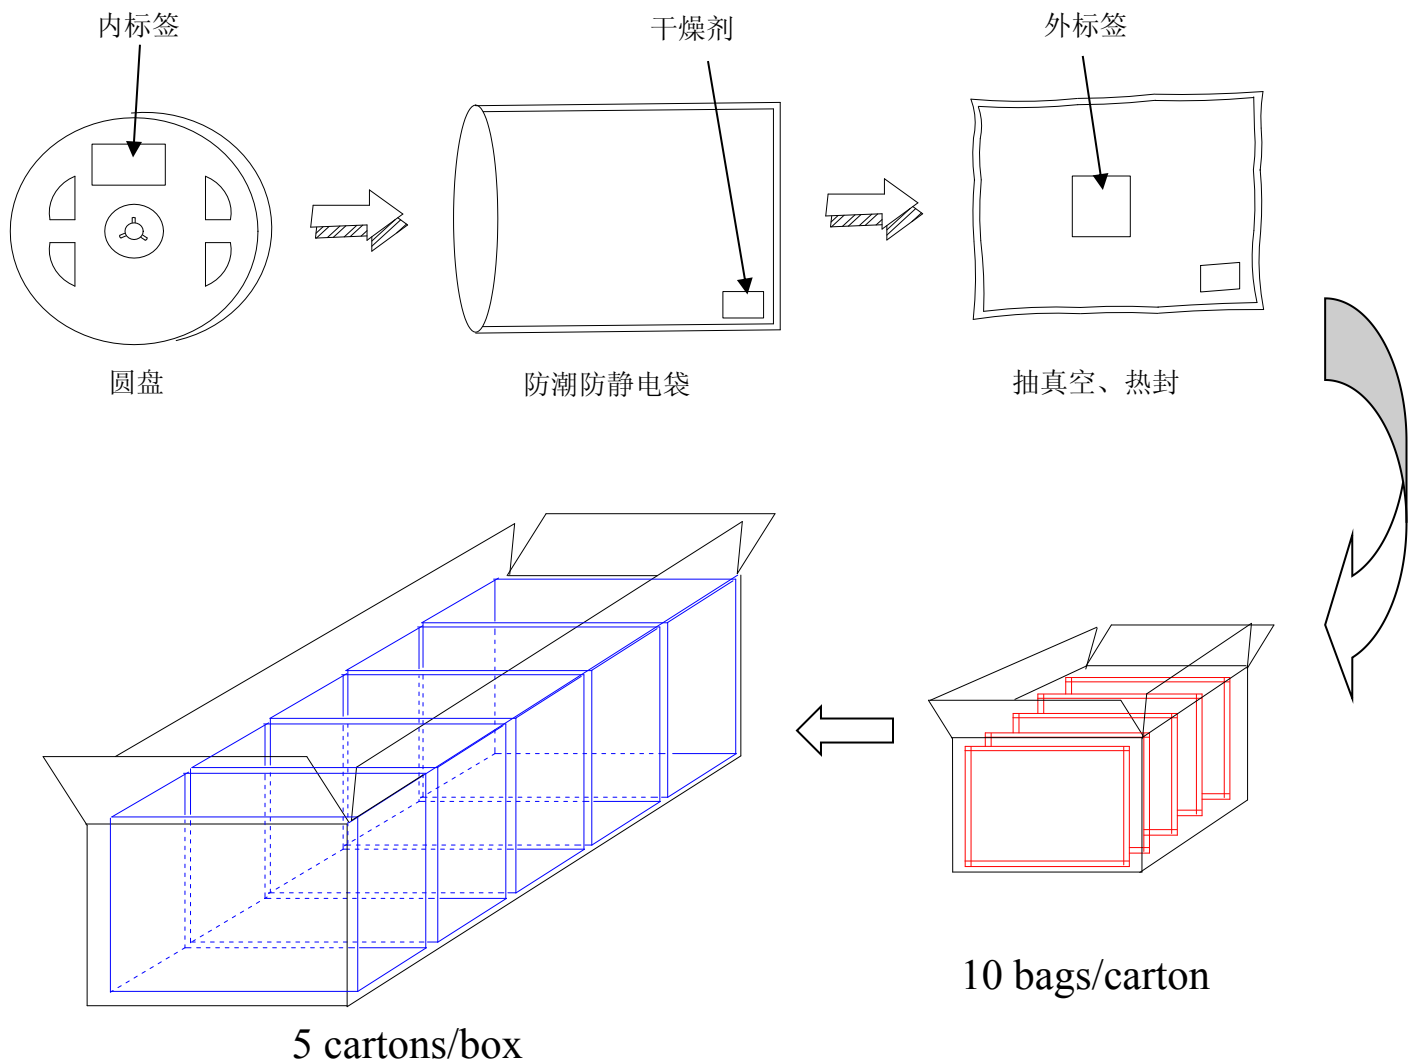 内标签
干燥剂
外标签
圆盘
防潮防静电袋
抽真空、热封
10 bags/carton
5 cartons/box